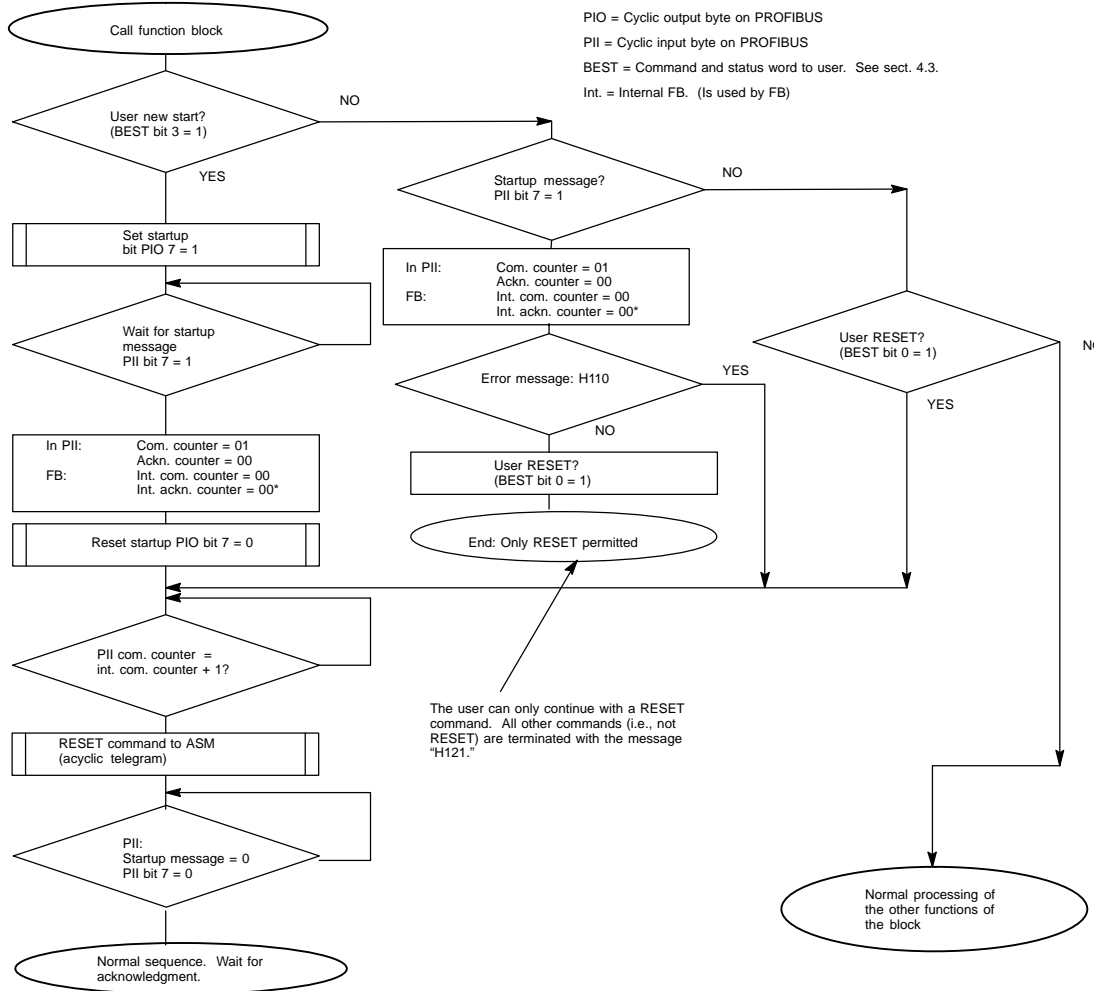 Call function block
PIO = Cyclic output byte on PROFIBUS
PII = Cyclic input byte on PROFIBUS
BEST = Command and status word to user. See sect. 4.3.
Int. = Internal FB. (Is used by FB)
User new start?
(BEST bit 3 = 1)
NO
YES
Startup message?
PII bit 7 = 1
NO
Set startup
bit PIO 7 = 1
In PII: Com. counter = 01
Ackn. counter = 00
FB: Int. com. counter = 00
Int. ackn. counter = 00*
Wait for startup
message
PII bit 7 = 1
User RESET?
(BEST bit 0 = 1)
NO
YES
Error message: H110
YES
NO
In PII: Com. counter = 01
Ackn. counter = 00
FB: Int. com. counter = 00
Int. ackn. counter = 00*
User RESET?
(BEST bit 0 = 1)
Reset startup PIO bit 7 = 0
End: Only RESET permitted
PII com. counter =
int. com. counter + 1?
The user can only continue with a RESET
command. All other commands (i.e., not
RESET) are terminated with the message
“H121.”
RESET command to ASM
(acyclic telegram)
PII:
Startup message = 0
PII bit 7 = 0
Normal processing of
the other functions of
the block
Normal sequence. Wait for
acknowledgment.